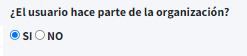 ¿El usuario hace parte de la organización?
SI NO